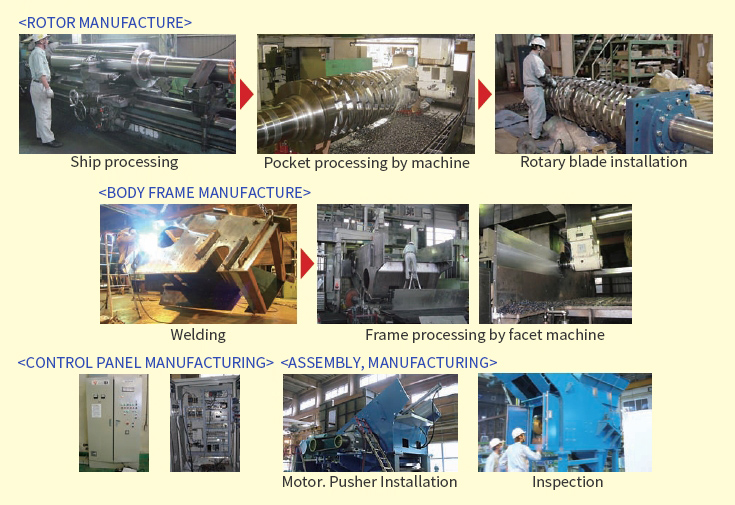 <ROTOR MANUFACTURE>
Ship processing
Pocket processing by machine
Rotary blade installation
<BODY FRAME MANUFACTURE>
Welding
Frame processing by facet machine
<CONTROL PANEL MANUFACTURING>
<ASSEMBLY, MANUFACTURING>
Motor. Pusher Installation
Inspection